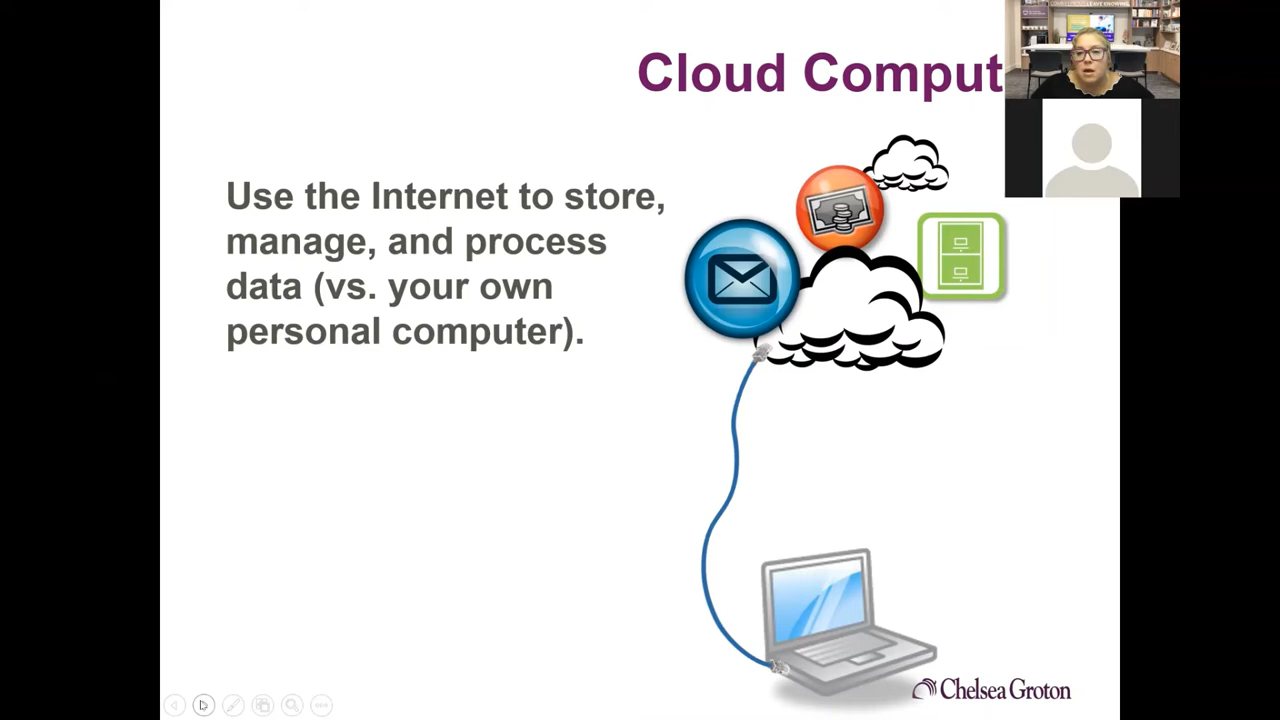 Cloud Comput
Use the Internet to store,
manage, and process
data (vs. your own
personal computer).
Chelsea Groton